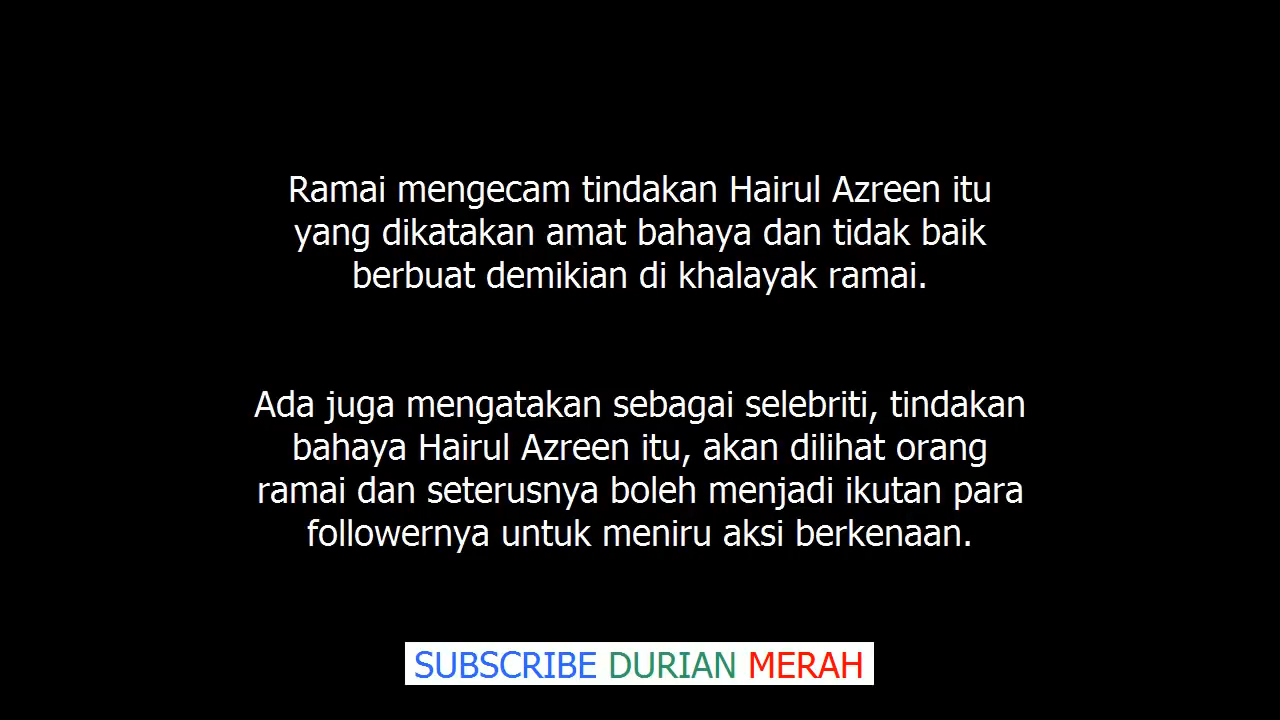 Ramai mengecam tindakan Hairul Azreen itu
yang dikatakan amat bahaya dan tidak baik
berbuat demikian di khalayak ramai.
Ada juga mengatakan sebagai selebriti, tindakan
bahaya Hairul Azreen itu, akan dilihat orang
ramai dan seterusnya boleh menjadi ikutan para
followernya untuk meniru aksi berkenaan.
SUBSCRIBE DURIAN MERAH